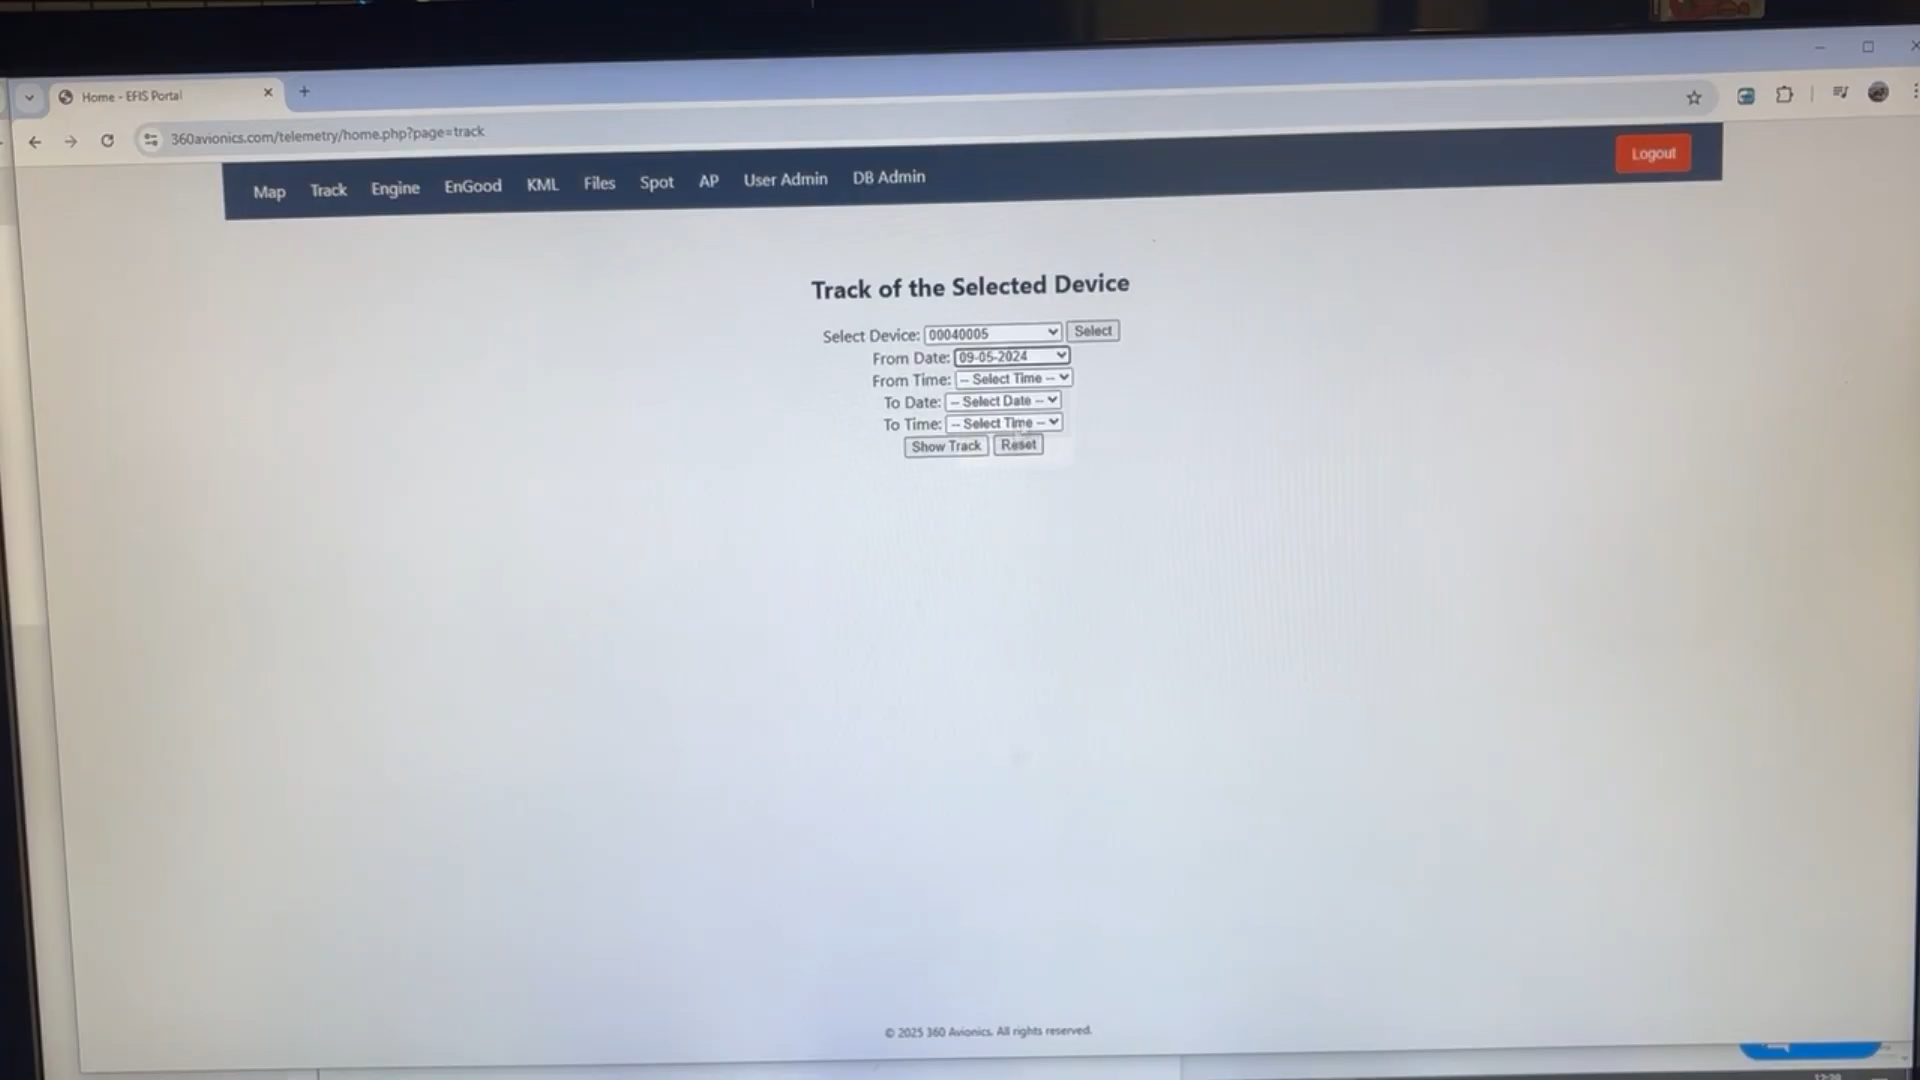 Home - EFIS Portal
360avionics.com/telemetry/home.php?page=track
Map Track Engine EnGood KML Files Spot AP User Admin DB Admin Logout
Track of the Selected Device
Select Device: 00040005 Select
From Date: 09-05-2024
From Time: -- Select Time --
To Date: -- Select Date --
To Time: -- Select Time --
Show Track Reset
© 2025 360 Avionics. All rights reserved.